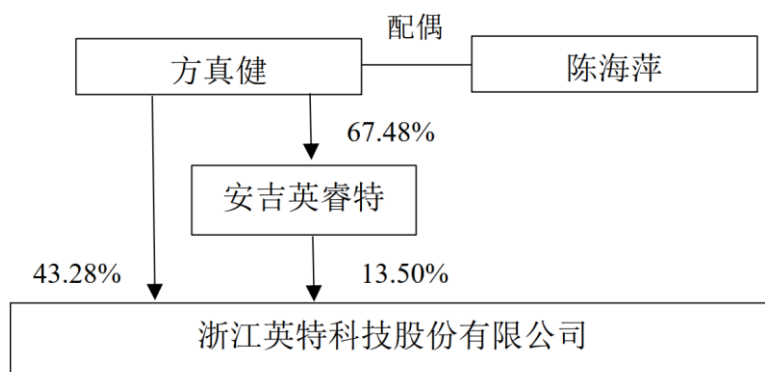 配偶
方真健
陈海萍
67.48%
安吉英睿特
43.28%
13.50%
浙江英特科技股份有限公司